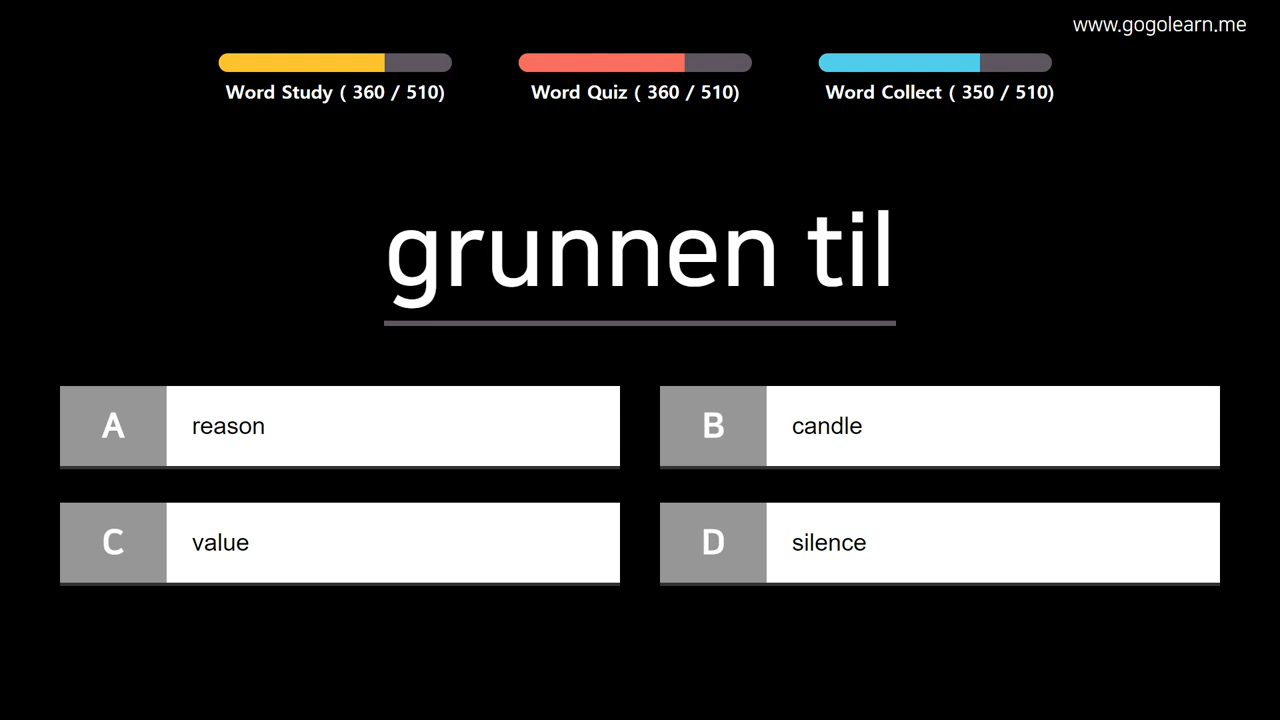 www.gogolearn.me
Word Study ( 360 / 510)
Word Quiz ( 360 / 510)
Word Collect ( 350 / 510)
grunnen til
A reason
B candle
C value
D silence